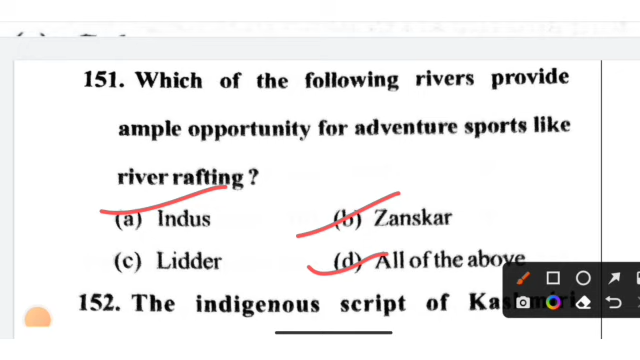 151. Which of the following rivers provide
ample opportunity for adventure sports like
river rafting ?
(a) Indus (b) Zanskar
(c) Lidder (d) All of the above
152. The indigenous script of Kashmiri